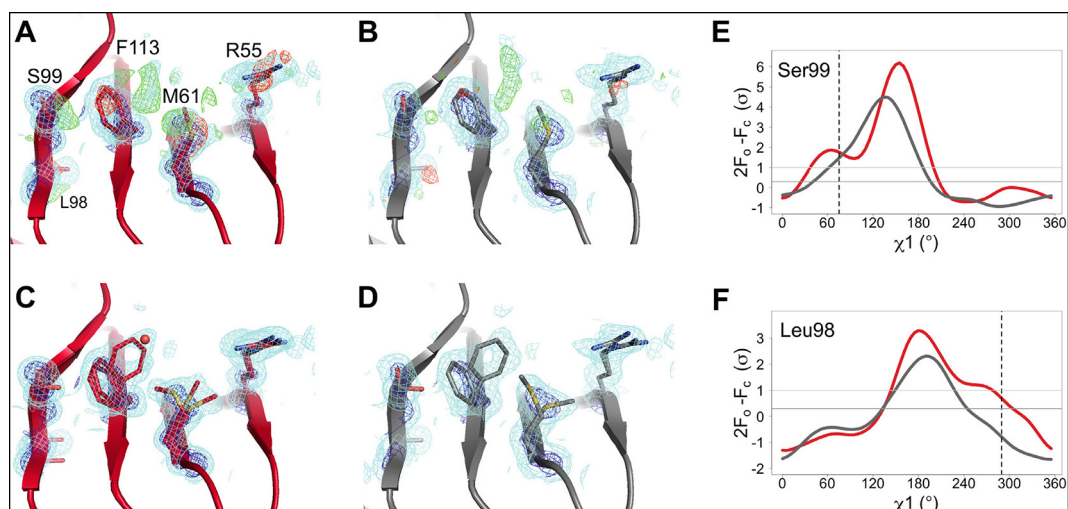 A
F113
R55
S99
M61
L98
B
C
D
E
Ser99
2Fₒ-F꜀ (σ)
6
5
4
3
2
1
0
-1
0 60 120 180 240 300 360
χ1 (°)
F
Leu98
2Fₒ-F꜀ (σ)
3
2
1
0
-1
-2
0 60 120 180 240 300 360
χ1 (°)